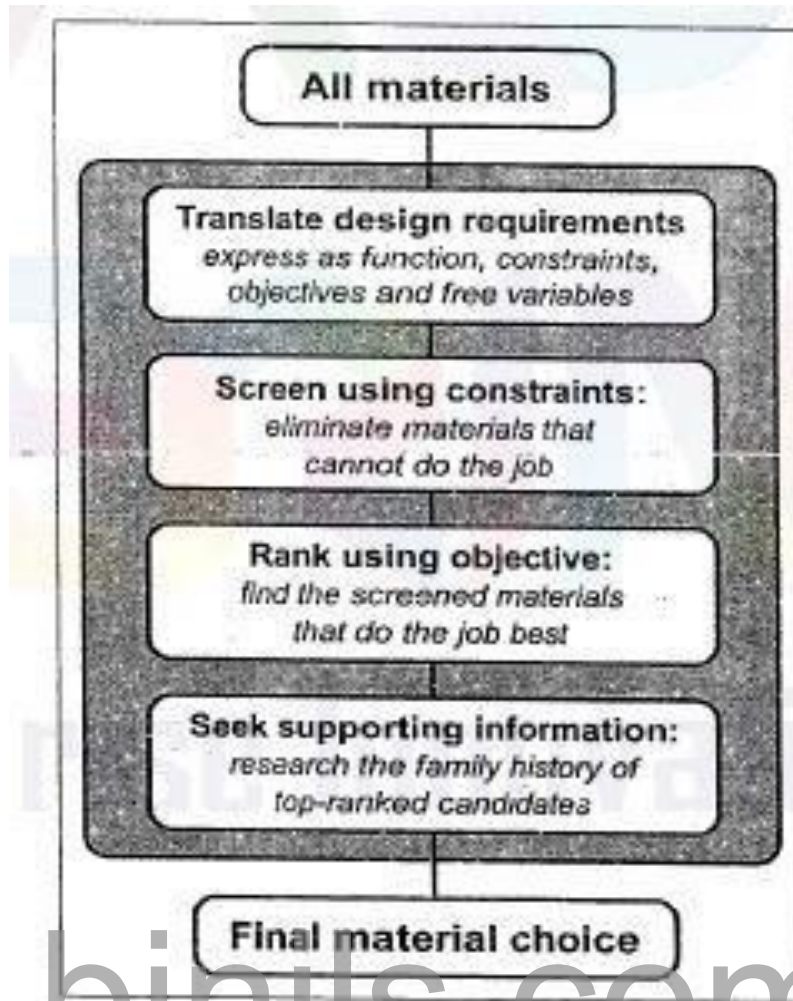 All materials
Translate design requirements
express as function, constraints,
objectives and free variables
Screen using constraints:
eliminate materials that
cannot do the job
Rank using objective:
find the screened materials
that do the job best
Seek supporting information:
research the family history of
top-ranked candidates
Final material choice
binils.com